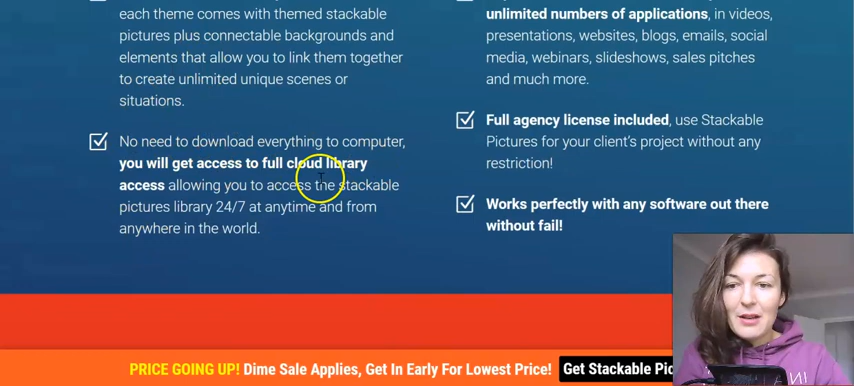 each theme comes with themed stackable
pictures plus connectable backgrounds and
elements that allow you to link them together
to create unlimited unique scenes or
situations.
No need to download everything to computer,
you will get access to full cloud library
access allowing you to access the stackable
pictures library 24/7 at anytime and from
anywhere in the world.
unlimited numbers of applications, in videos,
presentations, websites, blogs, emails, social
media, webinars, slideshows, sales pitches
and much more.
Full agency license included, use Stackable
Pictures for your client's project without any
restriction!
Works perfectly with any software out there
without fail!
PRICE GOING UP! Dime Sale Applies, Get In Early For Lowest Price! Get Stackable